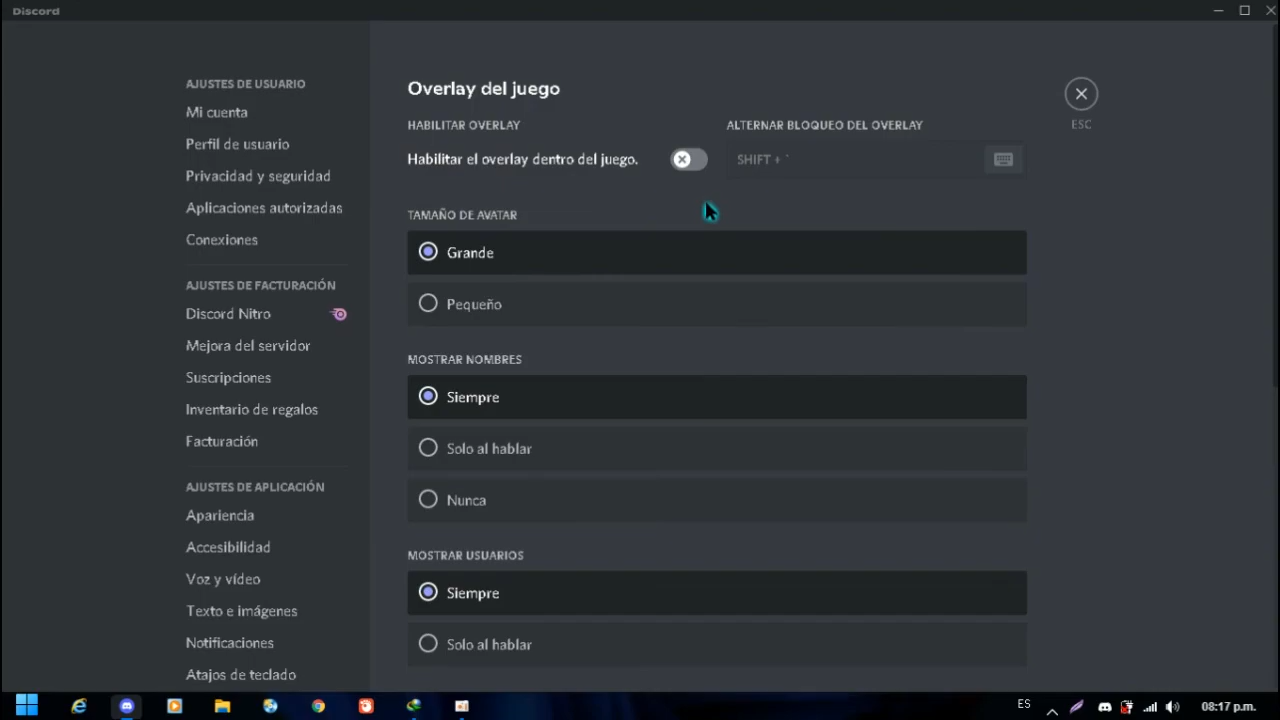 Discord
AJUSTES DE USUARIO
Mi cuenta
Perfil de usuario
Privacidad y seguridad
Aplicaciones autorizadas
Conexiones
AJUSTES DE FACTURACIÓN
Discord Nitro
Mejora del servidor
Suscripciones
Inventario de regalos
Facturación
AJUSTES DE APLICACIÓN
Apariencia
Accesibilidad
Voz y vídeo
Texto e imágenes
Notificaciones
Atajos de teclado
Overlay del juego
HABILITAR OVERLAY
Habilitar el overlay dentro del juego.
ALTERNAR BLOQUEO DEL OVERLAY
SHIFT + `
ESC
TAMAÑO DE AVATAR
Grande
Pequeño
MOSTRAR NOMBRES
Siempre
Solo al hablar
Nunca
MOSTRAR USUARIOS
Siempre
Solo al hablar
ES
08:17 p.m.